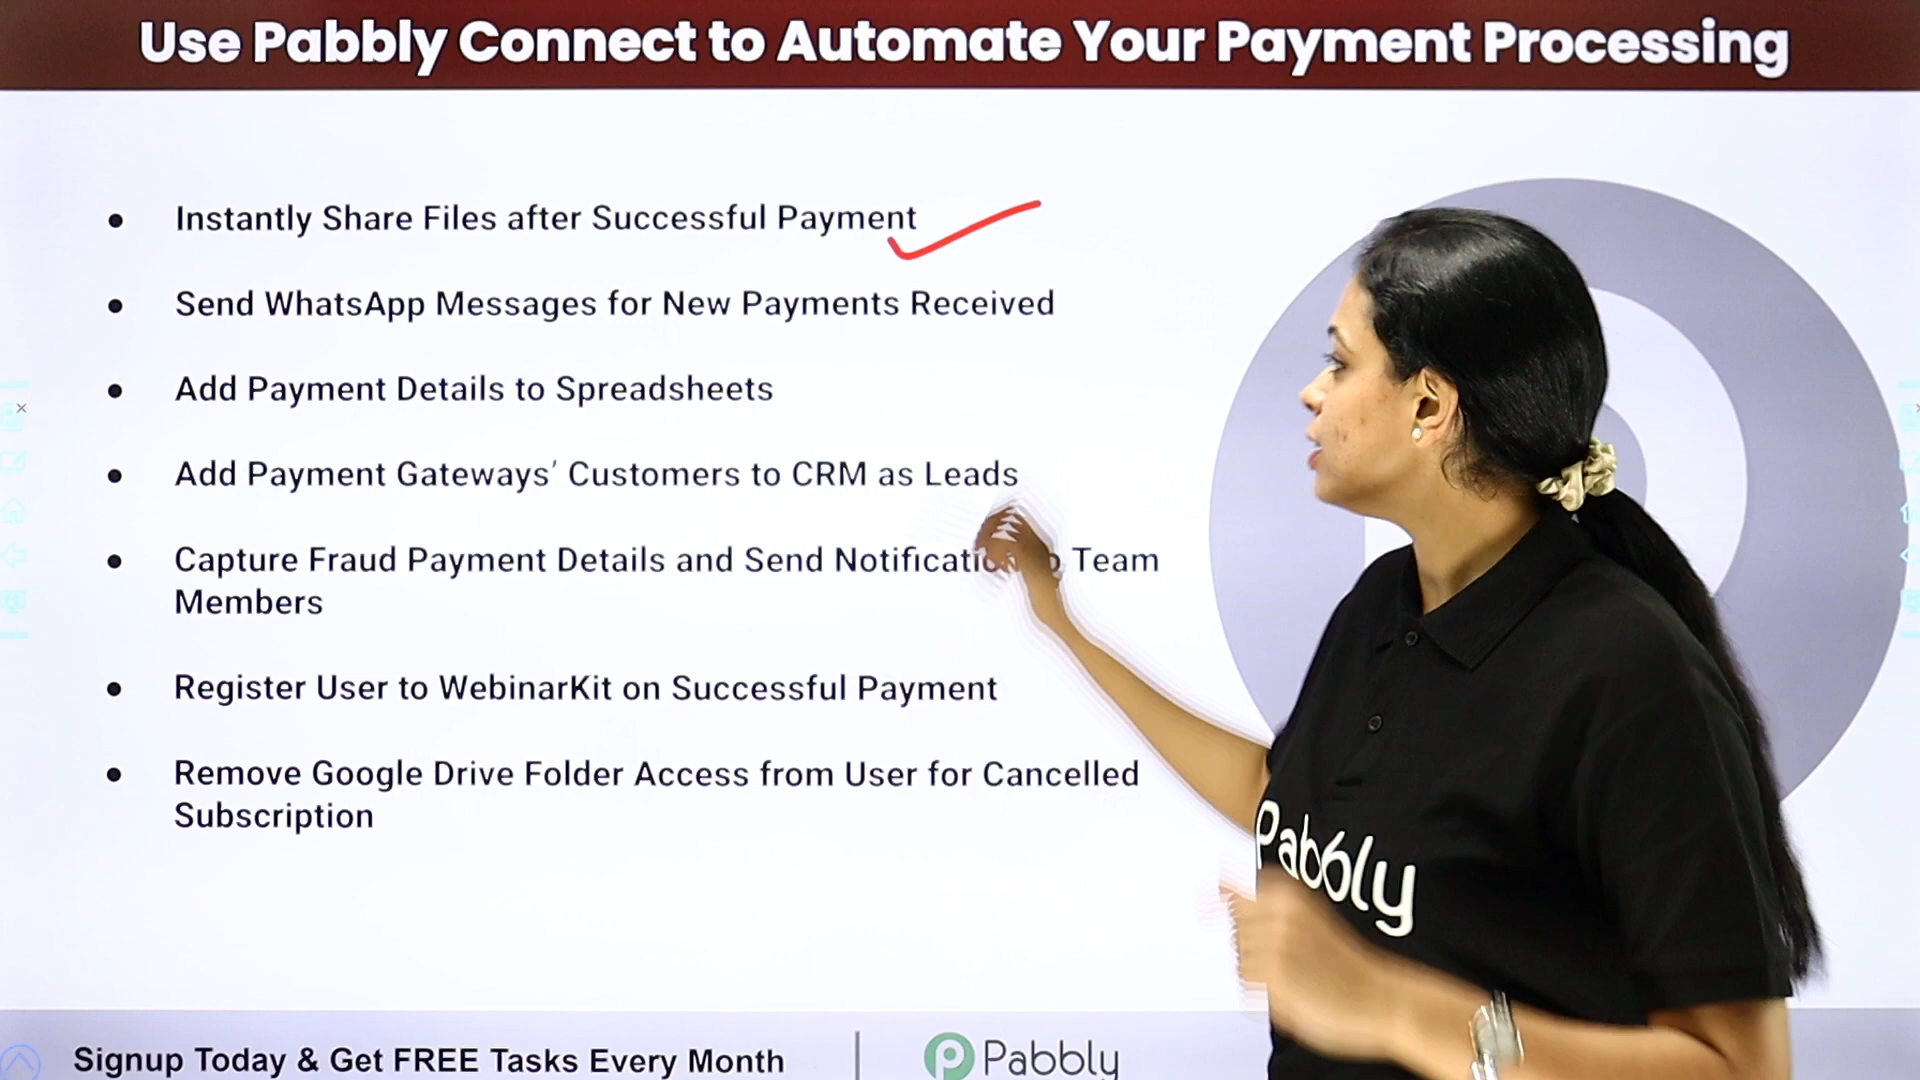 Use Pabbly Connect to Automate Your Payment Processing
Instantly Share Files after Successful Payment
Send WhatsApp Messages for New Payments Received
Add Payment Details to Spreadsheets
Add Payment Gateways’ Customers to CRM as Leads
Capture Fraud Payment Details and Send Notificatio Team
Members
Register User to WebinarKit on Successful Payment
Remove Google Drive Folder Access from User for Cancelled
Subscription
Pabbly
Signup Today & Get FREE Tasks Every Month
Pabbly